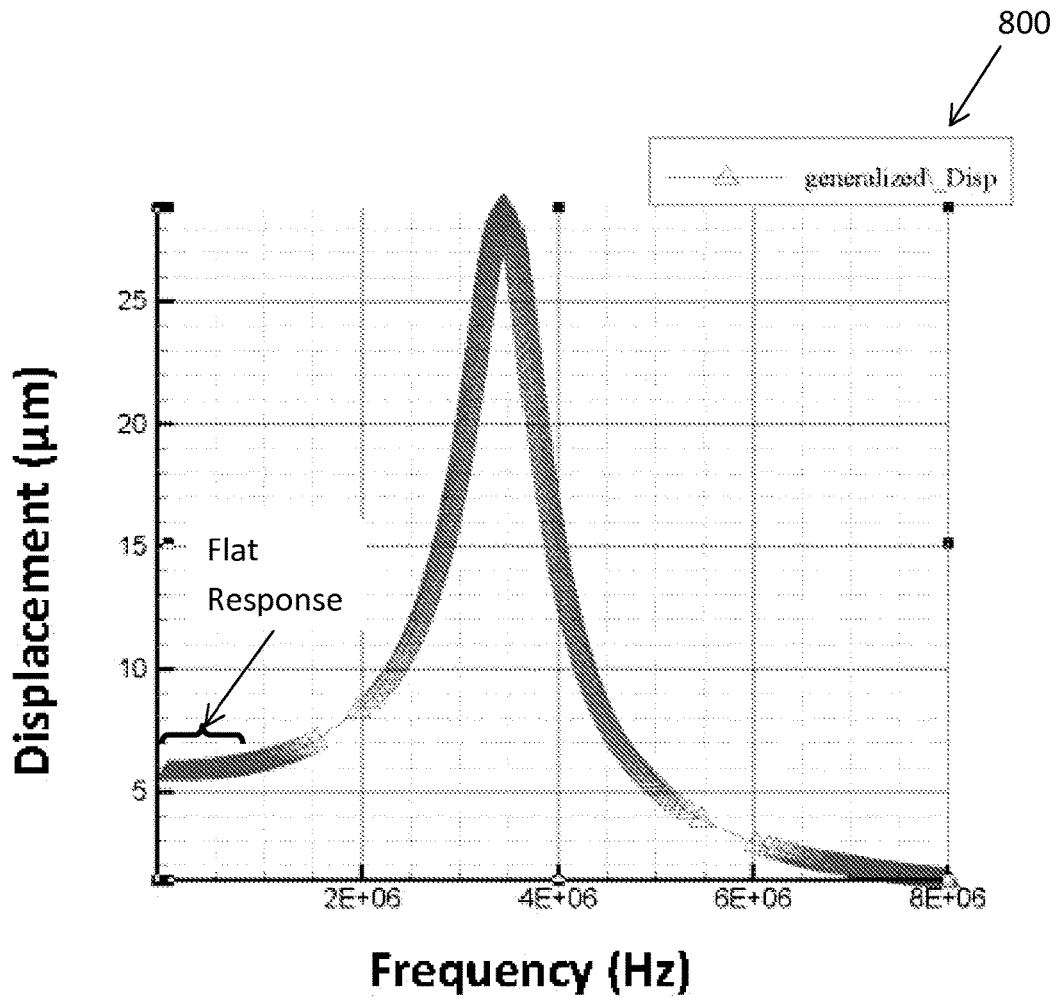 800
generalized\_Disp
25
20
15
10
5
Flat
Response
Displacement (μm)
2E+06
4E+06
6E+06
8E+06
Frequency (Hz)